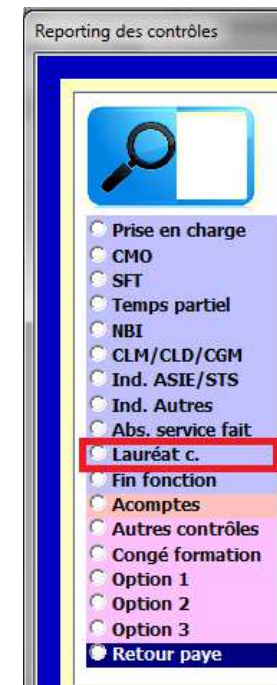 Reporting des contrôles
Prise en charge
CMO
SFT
Temps partiel
NBI
CLM/CLD/CGM
Ind. ASIE/STS
Ind. Autres
Abs. service fait
Lauréat c.
Fin fonction
Acomptes
Autres contrôles
Congé formation
Option 1
Option 2
Option 3
Retour paye